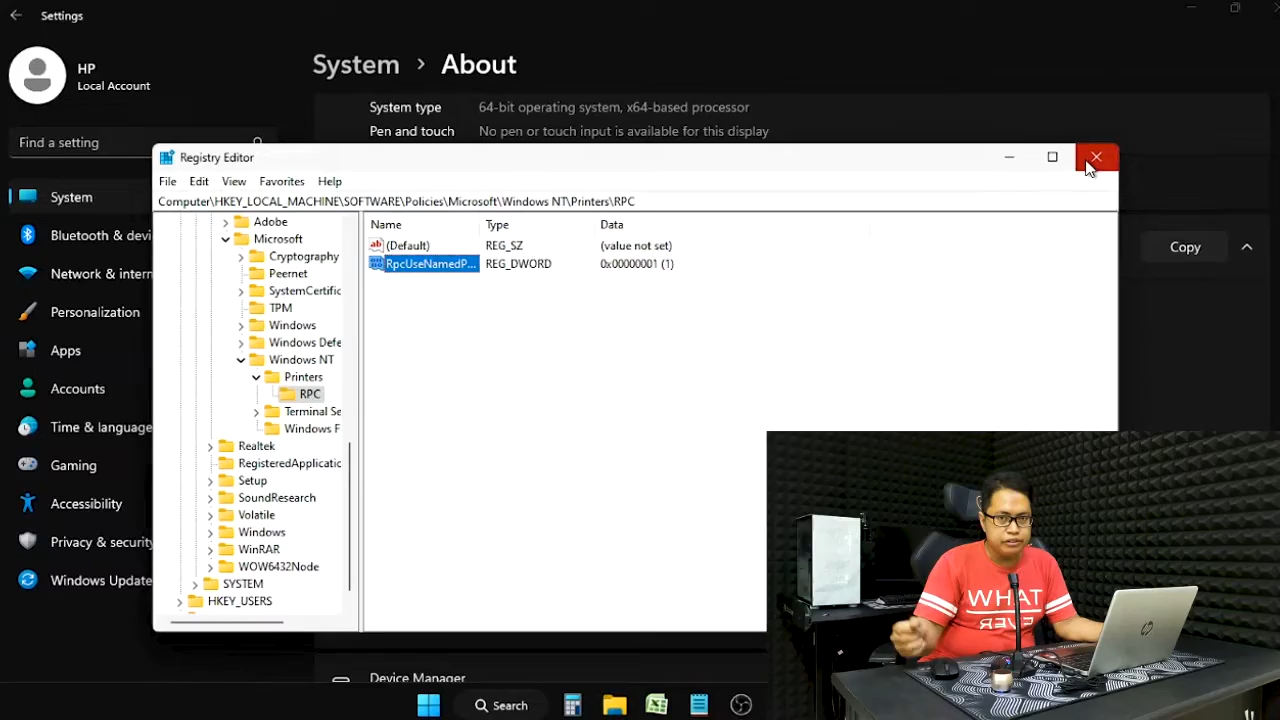 Settings
HP
Local Account
Find a setting
System
Bluetooth & devi
Network & intern
Personalization
Apps
Accounts
Time & language
Gaming
Accessibility
Privacy & security
Windows Update
System > About
System type 64-bit operating system, x64-based processor
Pen and touch No pen or touch input is available for this display
Copy
Registry Editor
File Edit View Favorites Help
Computer\HKEY_LOCAL_MACHINE\SOFTWARE\Policies\Microsoft\Windows NT\Printers\RPC
Adobe
Microsoft
Cryptography
Peernet
SystemCertific
TPM
Windows
Windows Defe
Windows NT
Printers
RPC
Terminal Se
Windows F
Realtek
RegisteredApplicatic
Setup
SoundResearch
Volatile
Windows
WinRAR
WOW6432Node
SYSTEM
HKEY_USERS
Name Type Data
(Default) REG_SZ (value not set)
RpcUseNamedP... REG_DWORD 0x00000001 (1)
Device Manager
Search
WHAT
EVER
hp